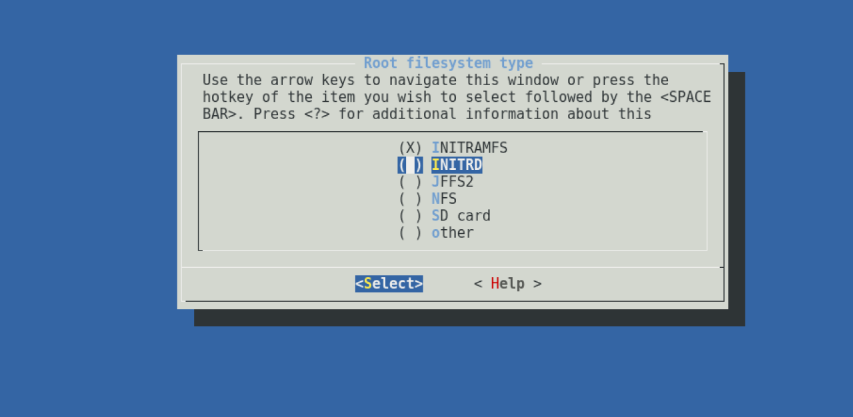 Root filesystem type
Use the arrow keys to navigate this window or press the
hotkey of the item you wish to select followed by the <SPACE
BAR>. Press <?> for additional information about this
(X) INITRAMFS
( ) INITRD
( ) JFFS2
( ) NFS
( ) SD card
( ) other
<Select> < Help >